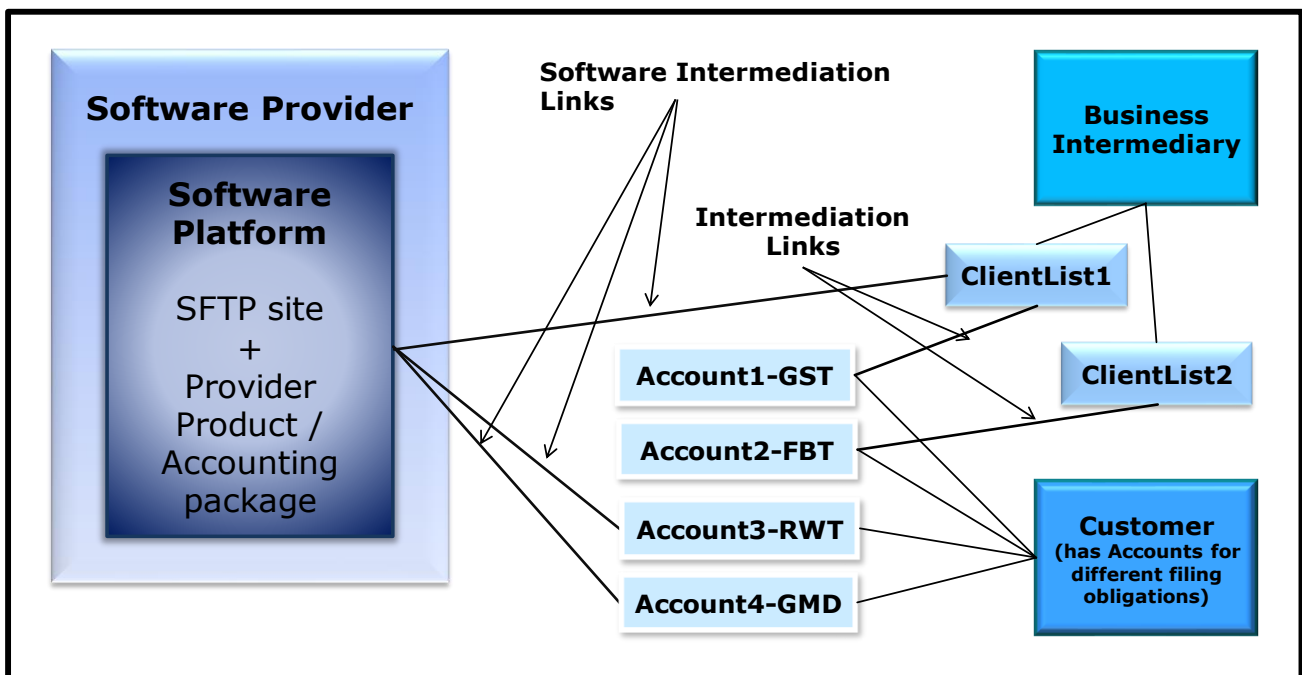 Software Provider
Software
Platform
SFTP site
+
Provider
Product /
Accounting
package
Software Intermediation
Links
Intermediation
Links
Business
Intermediary
ClientList1
ClientList2
Account1-GST
Account2-FBT
Account3-RWT
Account4-GMD
Customer
(has Accounts for
different filing
obligations)